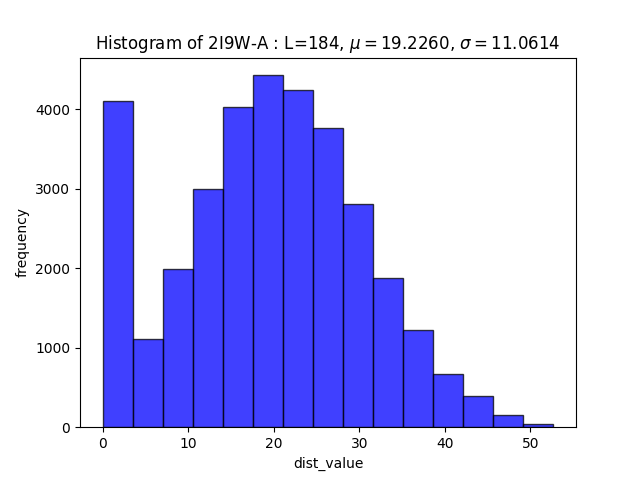 Histogram of 2I9W-A : L=184, μ = 19.2260, σ = 11.0614
4000
3000
2000
1000
0
frequency
0 10 20 30 40 50
dist_value